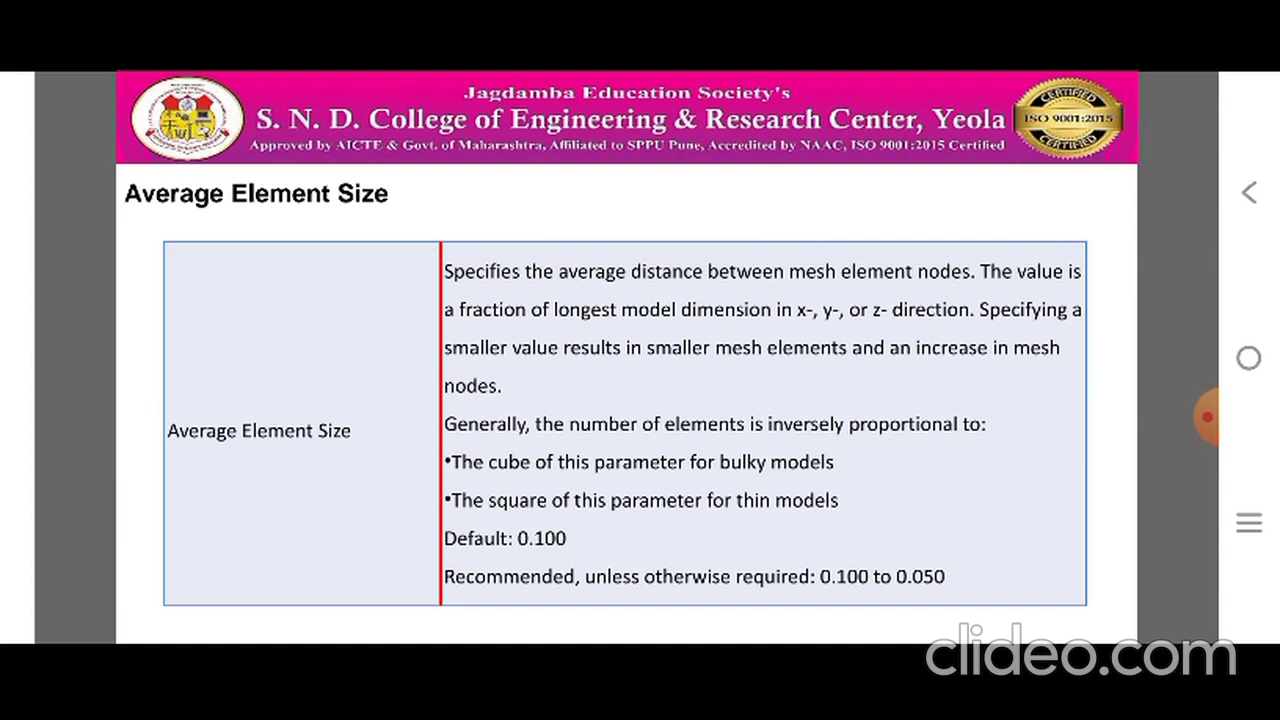 Jagdamba Education Society's
S. N. D. College of Engineering & Research Center, Yeola
Approved by AICTE & Govt. of Maharashtra, Affiliated to SPPU Pune, Accredited by NAAC, ISO 9001:2015 Certified
CERTIFIED
ISO 9001:2015
CERTIFIED
Average Element Size
Average Element Size
Specifies the average distance between mesh element nodes. The value is
a fraction of longest model dimension in x-, y-, or z- direction. Specifying a
smaller value results in smaller mesh elements and an increase in mesh
nodes.
Generally, the number of elements is inversely proportional to:
•The cube of this parameter for bulky models
•The square of this parameter for thin models
Default: 0.100
Recommended, unless otherwise required: 0.100 to 0.050
clideo.com